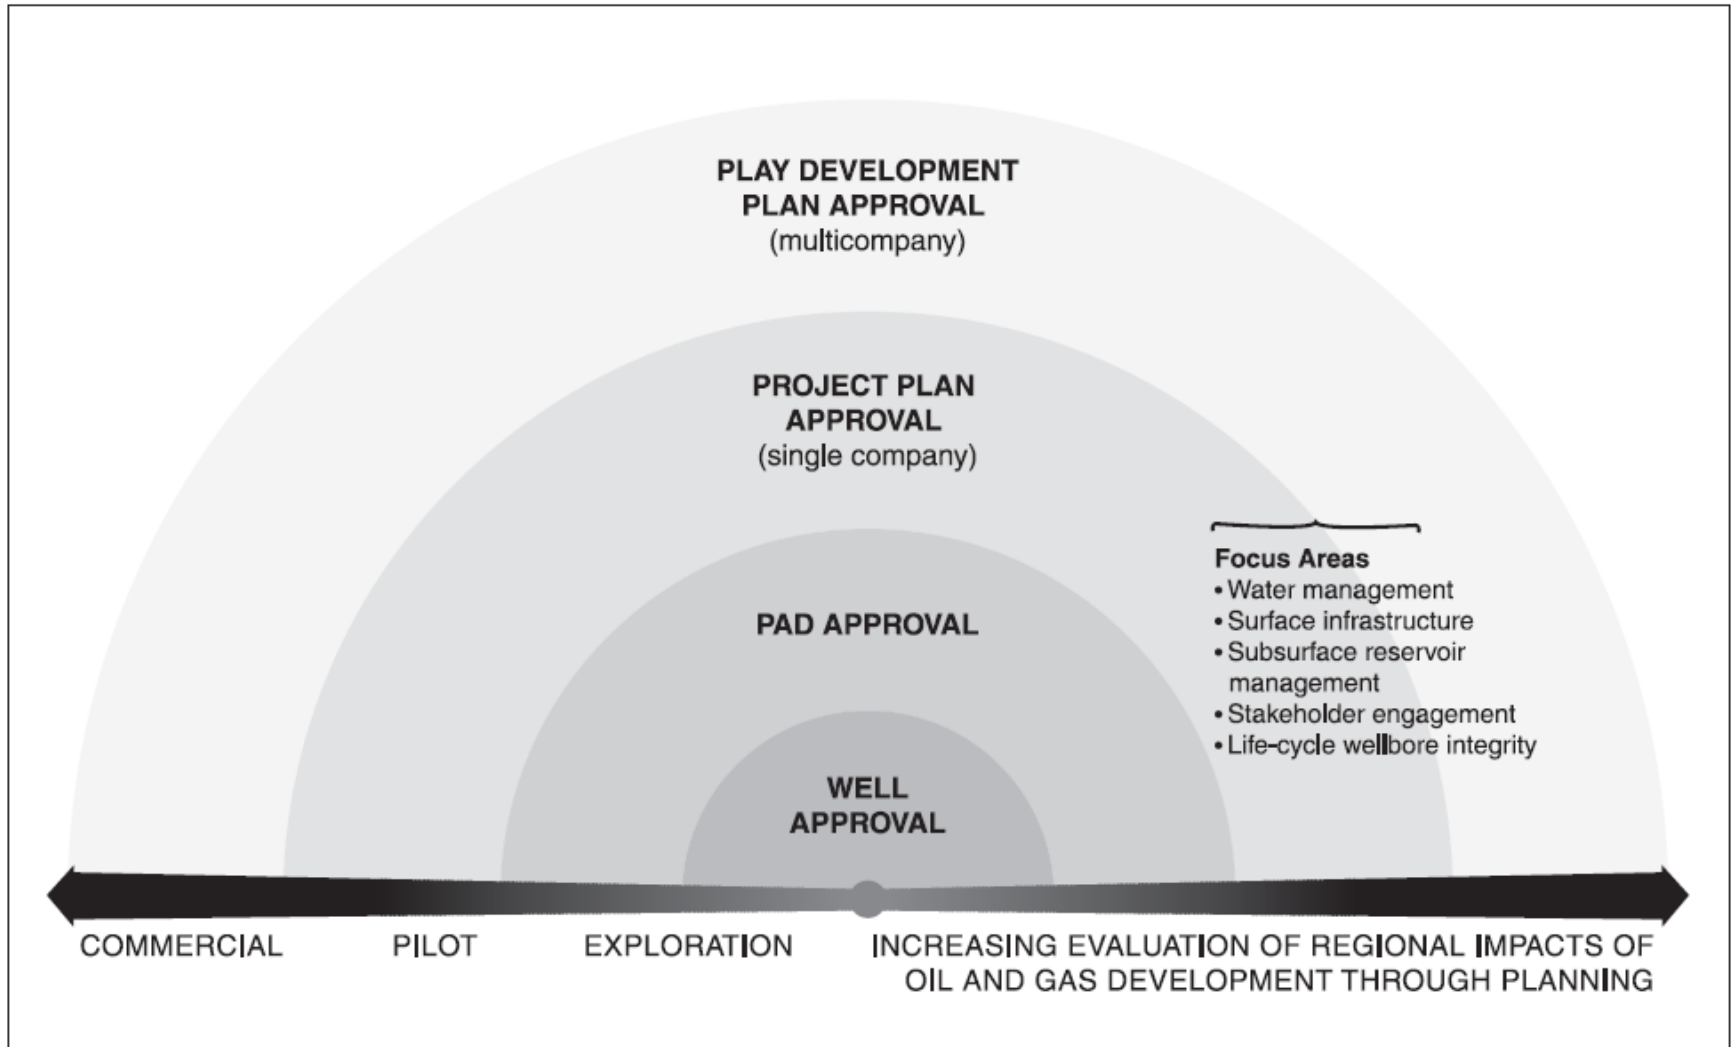 PLAY DEVELOPMENT
PLAN APPROVAL
(multicompany)
PROJECT PLAN
APPROVAL
(single company)
PAD APPROVAL
WELL
APPROVAL
Focus Areas
• Water management
• Surface infrastructure
• Subsurface reservoir
management
• Stakeholder engagement
• Life-cycle wellbore integrity
COMMERCIAL
PILOT
EXPLORATION
INCREASING EVALUATION OF REGIONAL IMPACTS OF
OIL AND GAS DEVELOPMENT THROUGH PLANNING